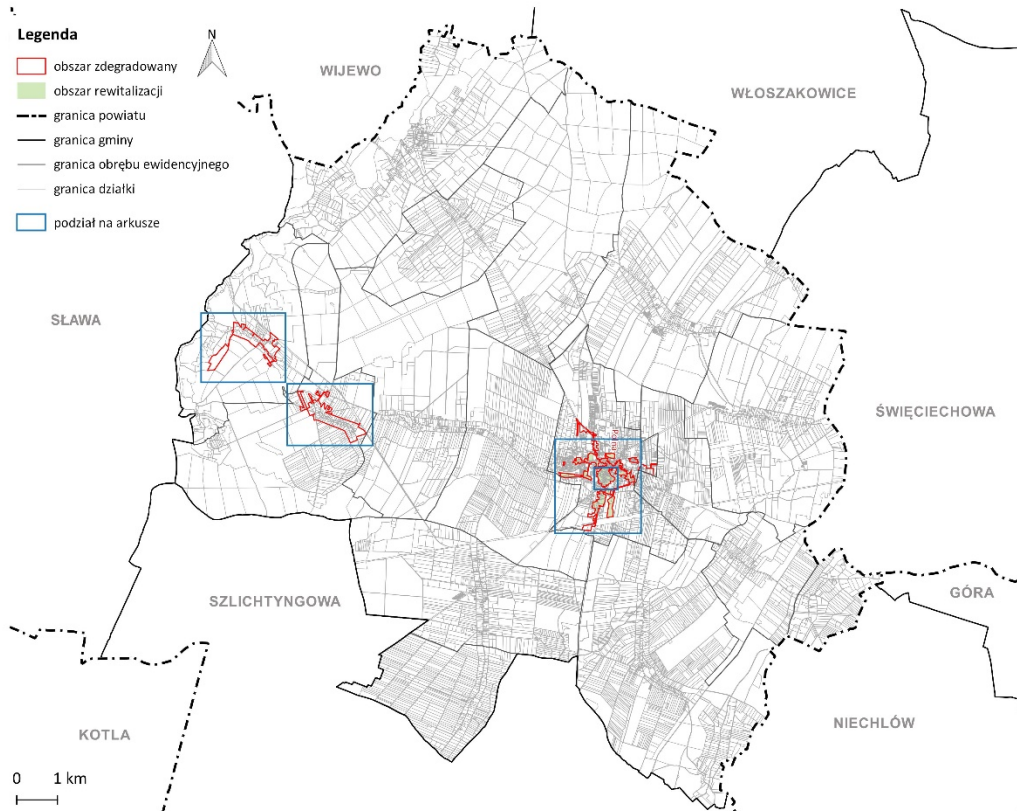 Legenda
obszar zdegradowany
obszar rewitalizacji
granica powiatu
granica gminy
granica obrębu ewidencyjnego
granica działki
podział na arkusze
N
WIJEWO
WŁOSZAKOWICE
SŁAWA
ŚWIĘCIECHOWA
SZLICHTYNGOWA
GÓRA
KOTLA
NIECHLÓW
0 1 km